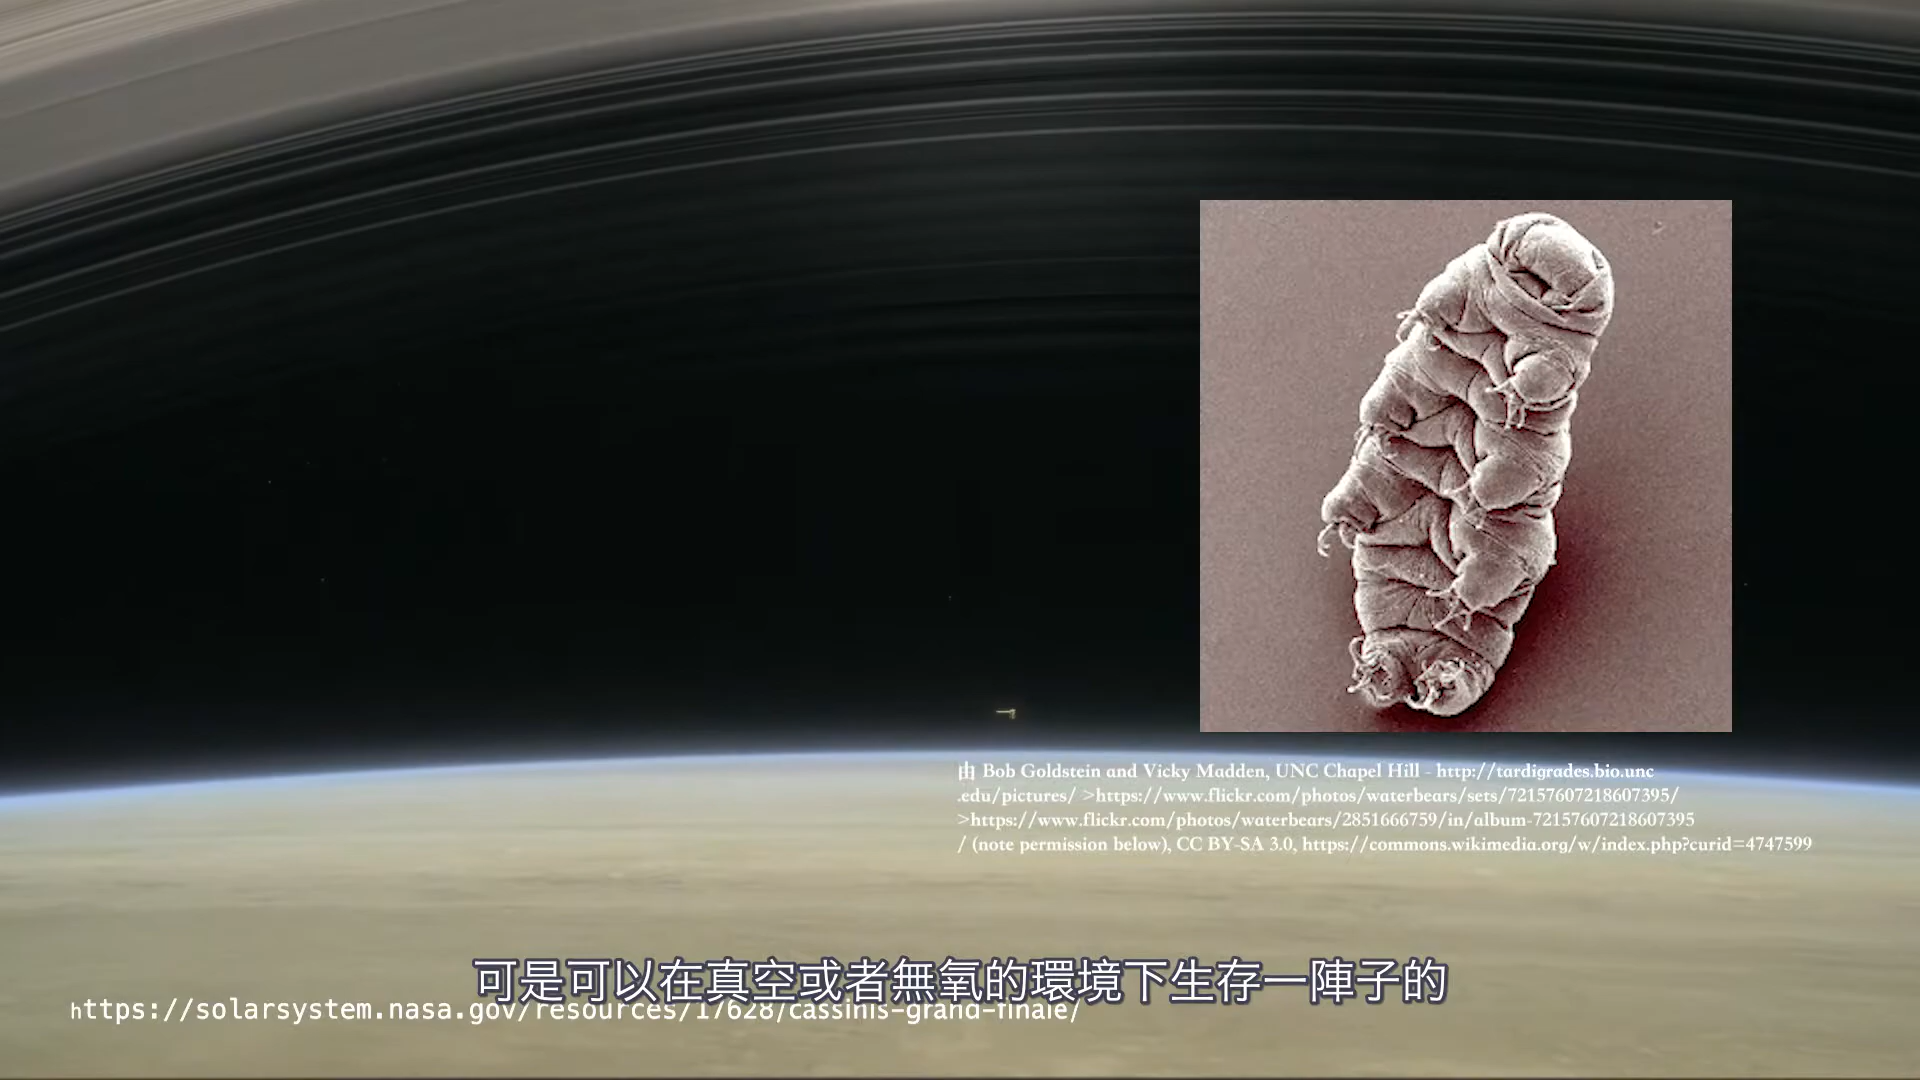 由 Bob Goldstein and Vicky Madden, UNC Chapel Hill - http://tardigrades.bio.unc
.edu/pictures/ >https://www.flickr.com/photos/waterbears/sets/72157607218607395/
>https://www.flickr.com/photos/waterbears/2851666759/in/album-72157607218607395
/ (note permission below), CC BY-SA 3.0, https://commons.wikimedia.org/w/index.php?curid=4747599
可是可以在真空或者無氧的環境下生存一陣子的
https://solarsystem.nasa.gov/resources/17628/cassinis-grand-finale/